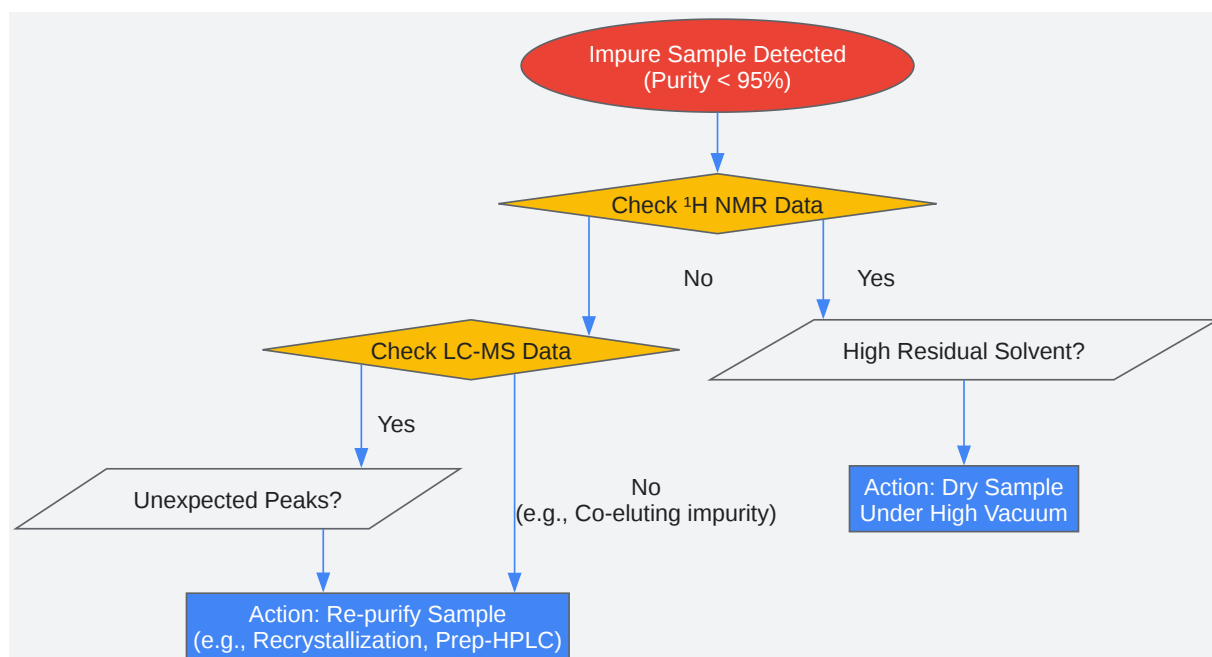 Impure Sample Detected
(Purity < 95%)
Check ¹H NMR Data
No
Yes
Check LC-MS Data
High Residual Solvent?
Yes
Unexpected Peaks?
No
(e.g., Co-eluting impurity)
Action: Dry Sample
Under High Vacuum
Action: Re-purify Sample
(e.g., Recrystallization, Prep-HPLC)